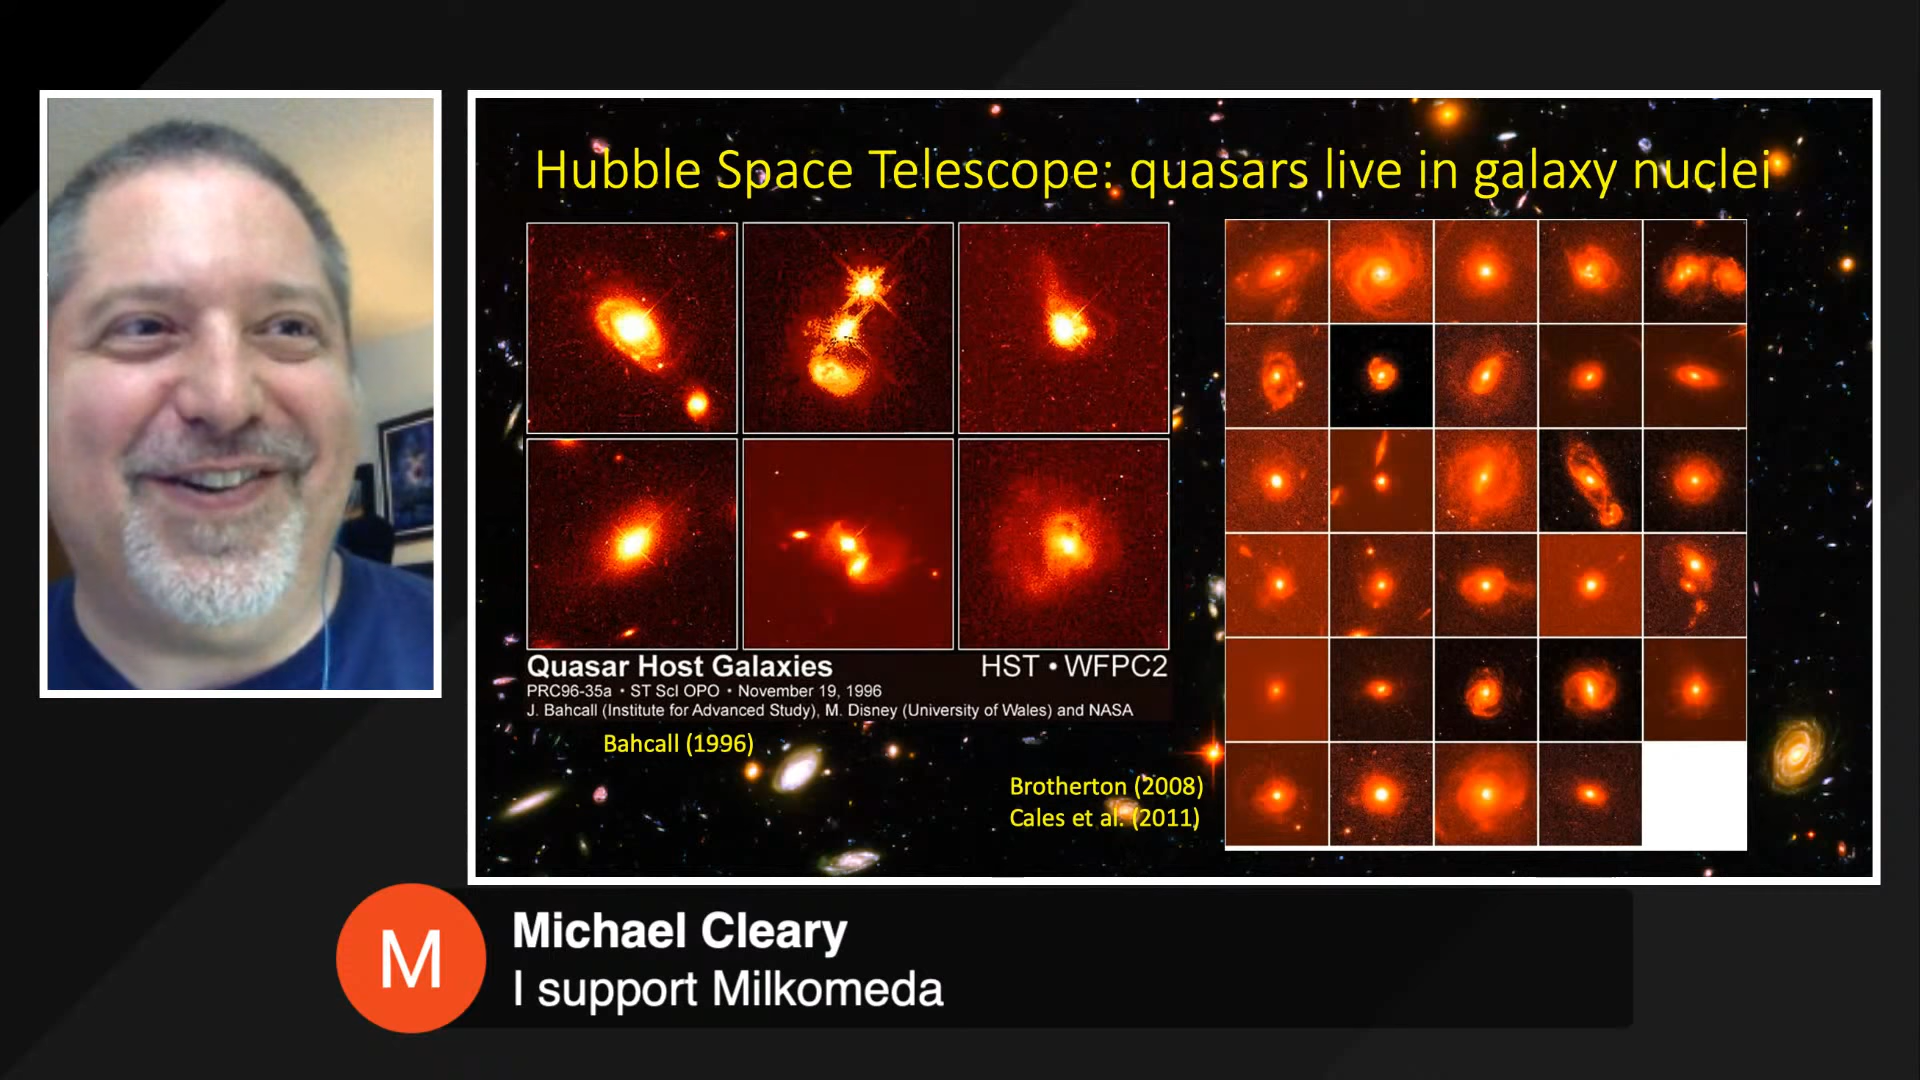 Hubble Space Telescope: quasars live in galaxy nuclei
Quasar Host Galaxies
HST • WFPC2
PRC96-35a • ST ScI OPO • November 19, 1996
J. Bahcall (Institute for Advanced Study), M. Disney (University of Wales) and NASA
Bahcall (1996)
Brotherton (2008)
Cales et al. (2011)
M
Michael Cleary
I support Milkomeda